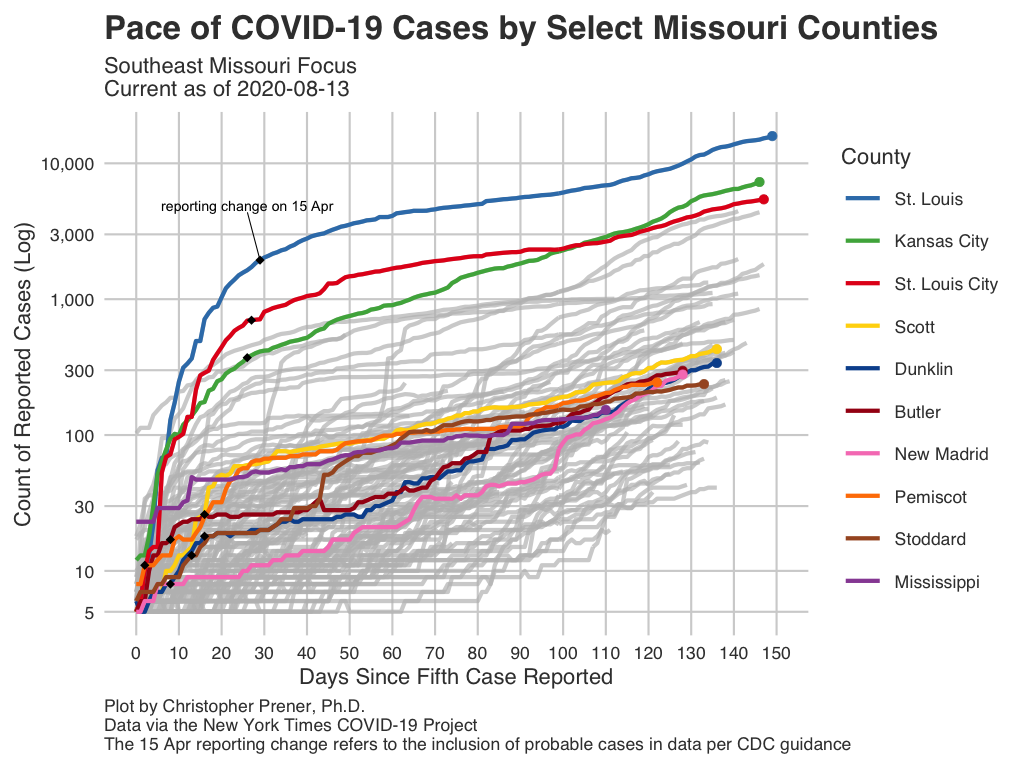 Pace of COVID-19 Cases by Select Missouri Counties
Southeast Missouri Focus
Current as of 2020-08-13
Count of Reported Cases (Log)
10,000
3,000
1,000
300
100
30
10
5
reporting change on 15 Apr
0 10 20 30 40 50 60 70 80 90 100 110 120 130 140 150
Days Since Fifth Case Reported
County
St. Louis
Kansas City
St. Louis City
Scott
Dunklin
Butler
New Madrid
Pemiscot
Stoddard
Mississippi
Plot by Christopher Prener, Ph.D.
Data via the New York Times COVID-19 Project
The 15 Apr reporting change refers to the inclusion of probable cases in data per CDC guidance